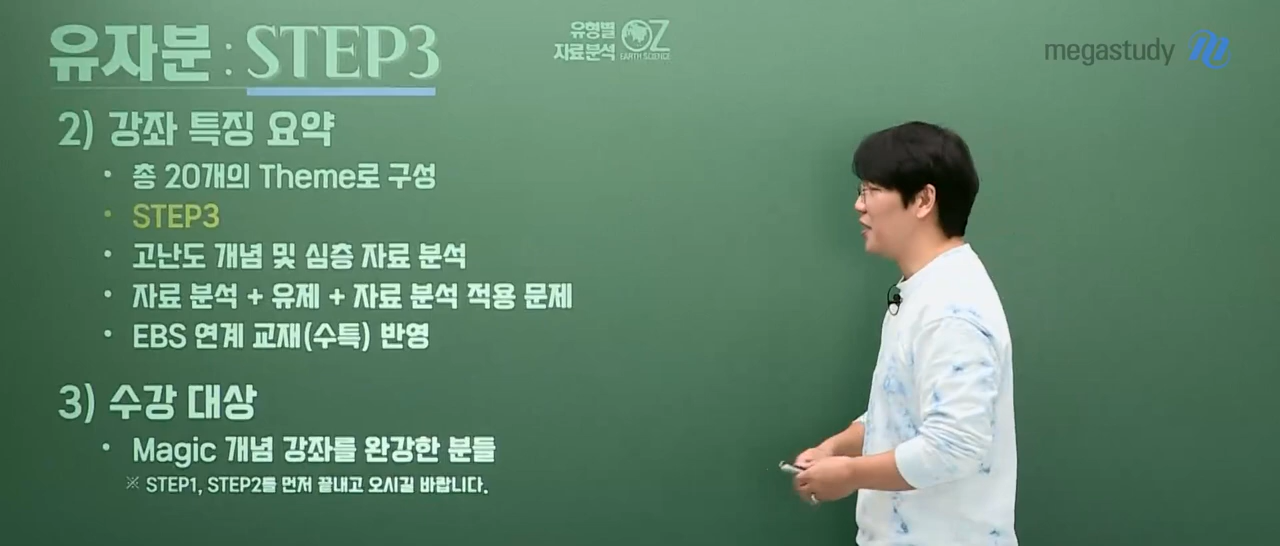 유자분 : STEP3
유형별
자료분석
OZ
EARTH SCIENCE
megastudy
2) 강좌 특징 요약
• 총 20개의 Theme로 구성
• STEP3
• 고난도 개념 및 심층 자료 분석
• 자료 분석 + 유제 + 자료 분석 적용 문제
• EBS 연계 교재(수특) 반영
3) 수강 대상
• Magic 개념 강좌를 완강한 분들
※ STEP1, STEP2를 먼저 끝내고 오시길 바랍니다.